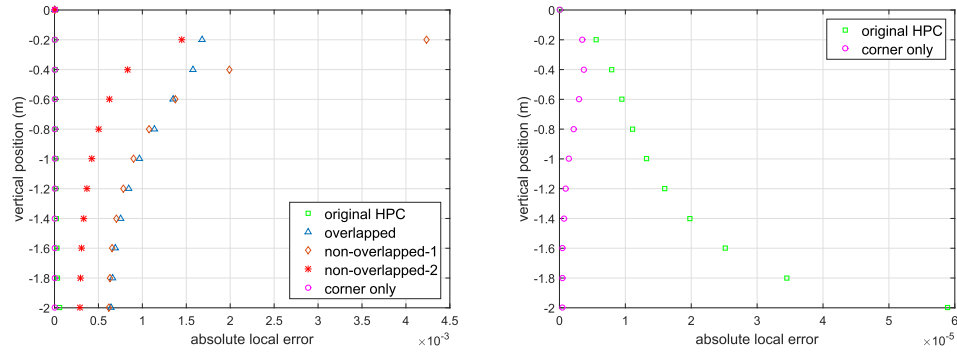 0
-0.2
-0.4
-0.6
-0.8
-1
-1.2
-1.4
-1.6
-1.8
-2
vertical position (m)
0 0.5 1 1.5 2 2.5 3 3.5 4 4.5
absolute local error
×10⁻³
original HPC
overlapped
non-overlapped-1
non-overlapped-2
corner only
0
-0.2
-0.4
-0.6
-0.8
-1
-1.2
-1.4
-1.6
-1.8
-2
vertical position (m)
0 1 2 3 4 5 6
absolute local error
×10⁻⁵
original HPC
corner only